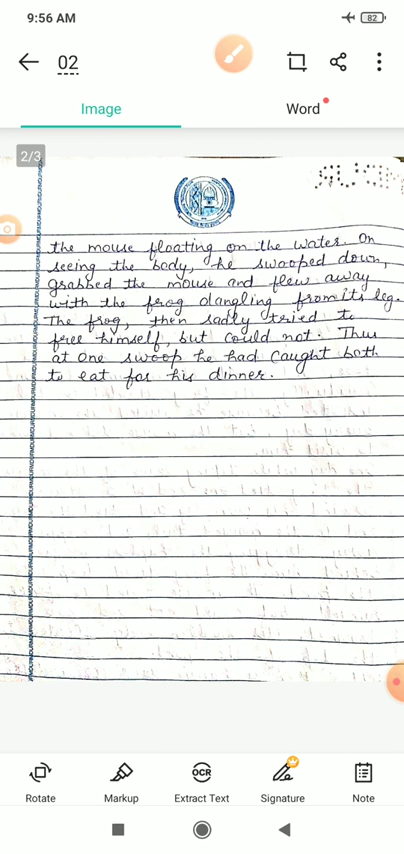 9:56 AM
82
02
Image
Word
2/3
the mouse floating on the water. On
seeing the body, he swooped down,
grabbed the mouse and flew away
with the frog dangling from its leg.
The frog, then sadly tried to
free himself, but could not. Thus
at one swoop he had caught both
to eat for his dinner.
Rotate
Markup
OCR
Extract Text
Signature
Note